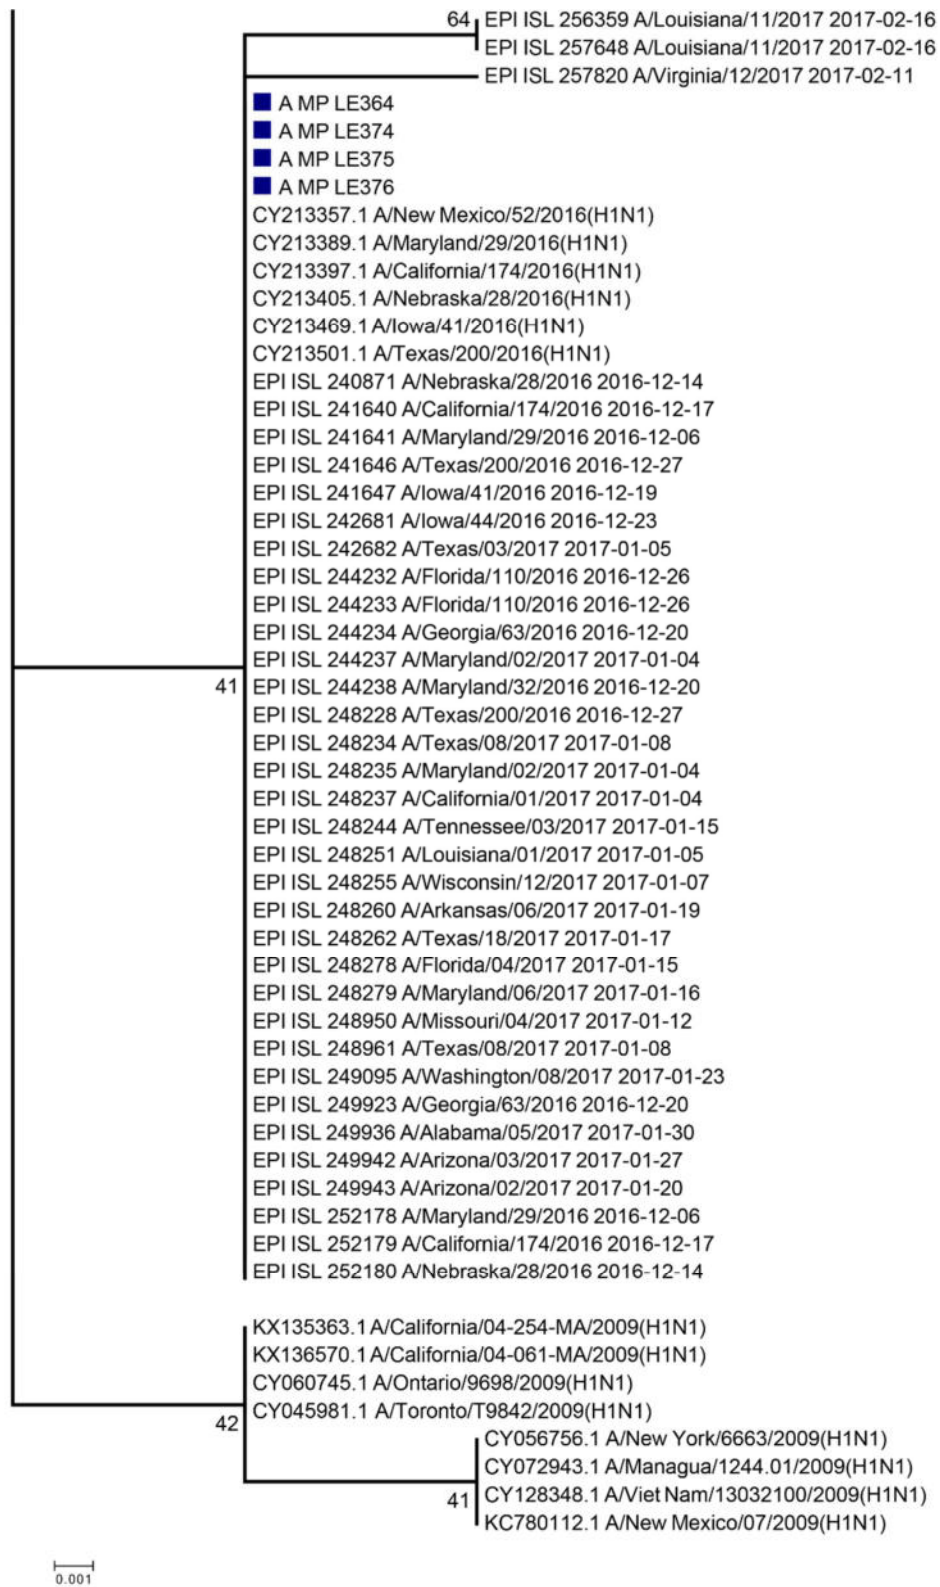 64
EPI ISL 256359 A/Louisiana/11/2017 2017-02-16
EPI ISL 257648 A/Louisiana/11/2017 2017-02-16
EPI ISL 257820 A/Virginia/12/2017 2017-02-11
A MP LE364
A MP LE374
A MP LE375
A MP LE376
CY213357.1 A/New Mexico/52/2016(H1N1)
CY213389.1 A/Maryland/29/2016(H1N1)
CY213397.1 A/California/174/2016(H1N1)
CY213405.1 A/Nebraska/28/2016(H1N1)
CY213469.1 A/Iowa/41/2016(H1N1)
CY213501.1 A/Texas/200/2016(H1N1)
EPI ISL 240871 A/Nebraska/28/2016 2016-12-14
EPI ISL 241640 A/California/174/2016 2016-12-17
EPI ISL 241641 A/Maryland/29/2016 2016-12-06
EPI ISL 241646 A/Texas/200/2016 2016-12-27
EPI ISL 241647 A/Iowa/41/2016 2016-12-19
EPI ISL 242681 A/Iowa/44/2016 2016-12-23
EPI ISL 242682 A/Texas/03/2017 2017-01-05
EPI ISL 244232 A/Florida/110/2016 2016-12-26
EPI ISL 244233 A/Florida/110/2016 2016-12-26
EPI ISL 244234 A/Georgia/63/2016 2016-12-20
EPI ISL 244237 A/Maryland/02/2017 2017-01-04
41
EPI ISL 244238 A/Maryland/32/2016 2016-12-20
EPI ISL 248228 A/Texas/200/2016 2016-12-27
EPI ISL 248234 A/Texas/08/2017 2017-01-08
EPI ISL 248235 A/Maryland/02/2017 2017-01-04
EPI ISL 248237 A/California/01/2017 2017-01-04
EPI ISL 248244 A/Tennessee/03/2017 2017-01-15
EPI ISL 248251 A/Louisiana/01/2017 2017-01-05
EPI ISL 248255 A/Wisconsin/12/2017 2017-01-07
EPI ISL 248260 A/Arkansas/06/2017 2017-01-19
EPI ISL 248262 A/Texas/18/2017 2017-01-17
EPI ISL 248278 A/Florida/04/2017 2017-01-15
EPI ISL 248279 A/Maryland/06/2017 2017-01-16
EPI ISL 248950 A/Missouri/04/2017 2017-01-12
EPI ISL 248961 A/Texas/08/2017 2017-01-08
EPI ISL 249095 A/Washington/08/2017 2017-01-23
EPI ISL 249923 A/Georgia/63/2016 2016-12-20
EPI ISL 249936 A/Alabama/05/2017 2017-01-30
EPI ISL 249942 A/Arizona/03/2017 2017-01-27
EPI ISL 249943 A/Arizona/02/2017 2017-01-20
EPI ISL 252178 A/Maryland/29/2016 2016-12-06
EPI ISL 252179 A/California/174/2016 2016-12-17
EPI ISL 252180 A/Nebraska/28/2016 2016-12-14
KX135363.1 A/California/04-254-MA/2009(H1N1)
KX136570.1 A/California/04-061-MA/2009(H1N1)
CY060745.1 A/Ontario/9698/2009(H1N1)
CY045981.1 A/Toronto/T9842/2009(H1N1)
42
CY056756.1 A/New York/6663/2009(H1N1)
CY072943.1 A/Managua/1244.01/2009(H1N1)
41
CY128348.1 A/Viet Nam/13032100/2009(H1N1)
KC780112.1 A/New Mexico/07/2009(H1N1)
0.001